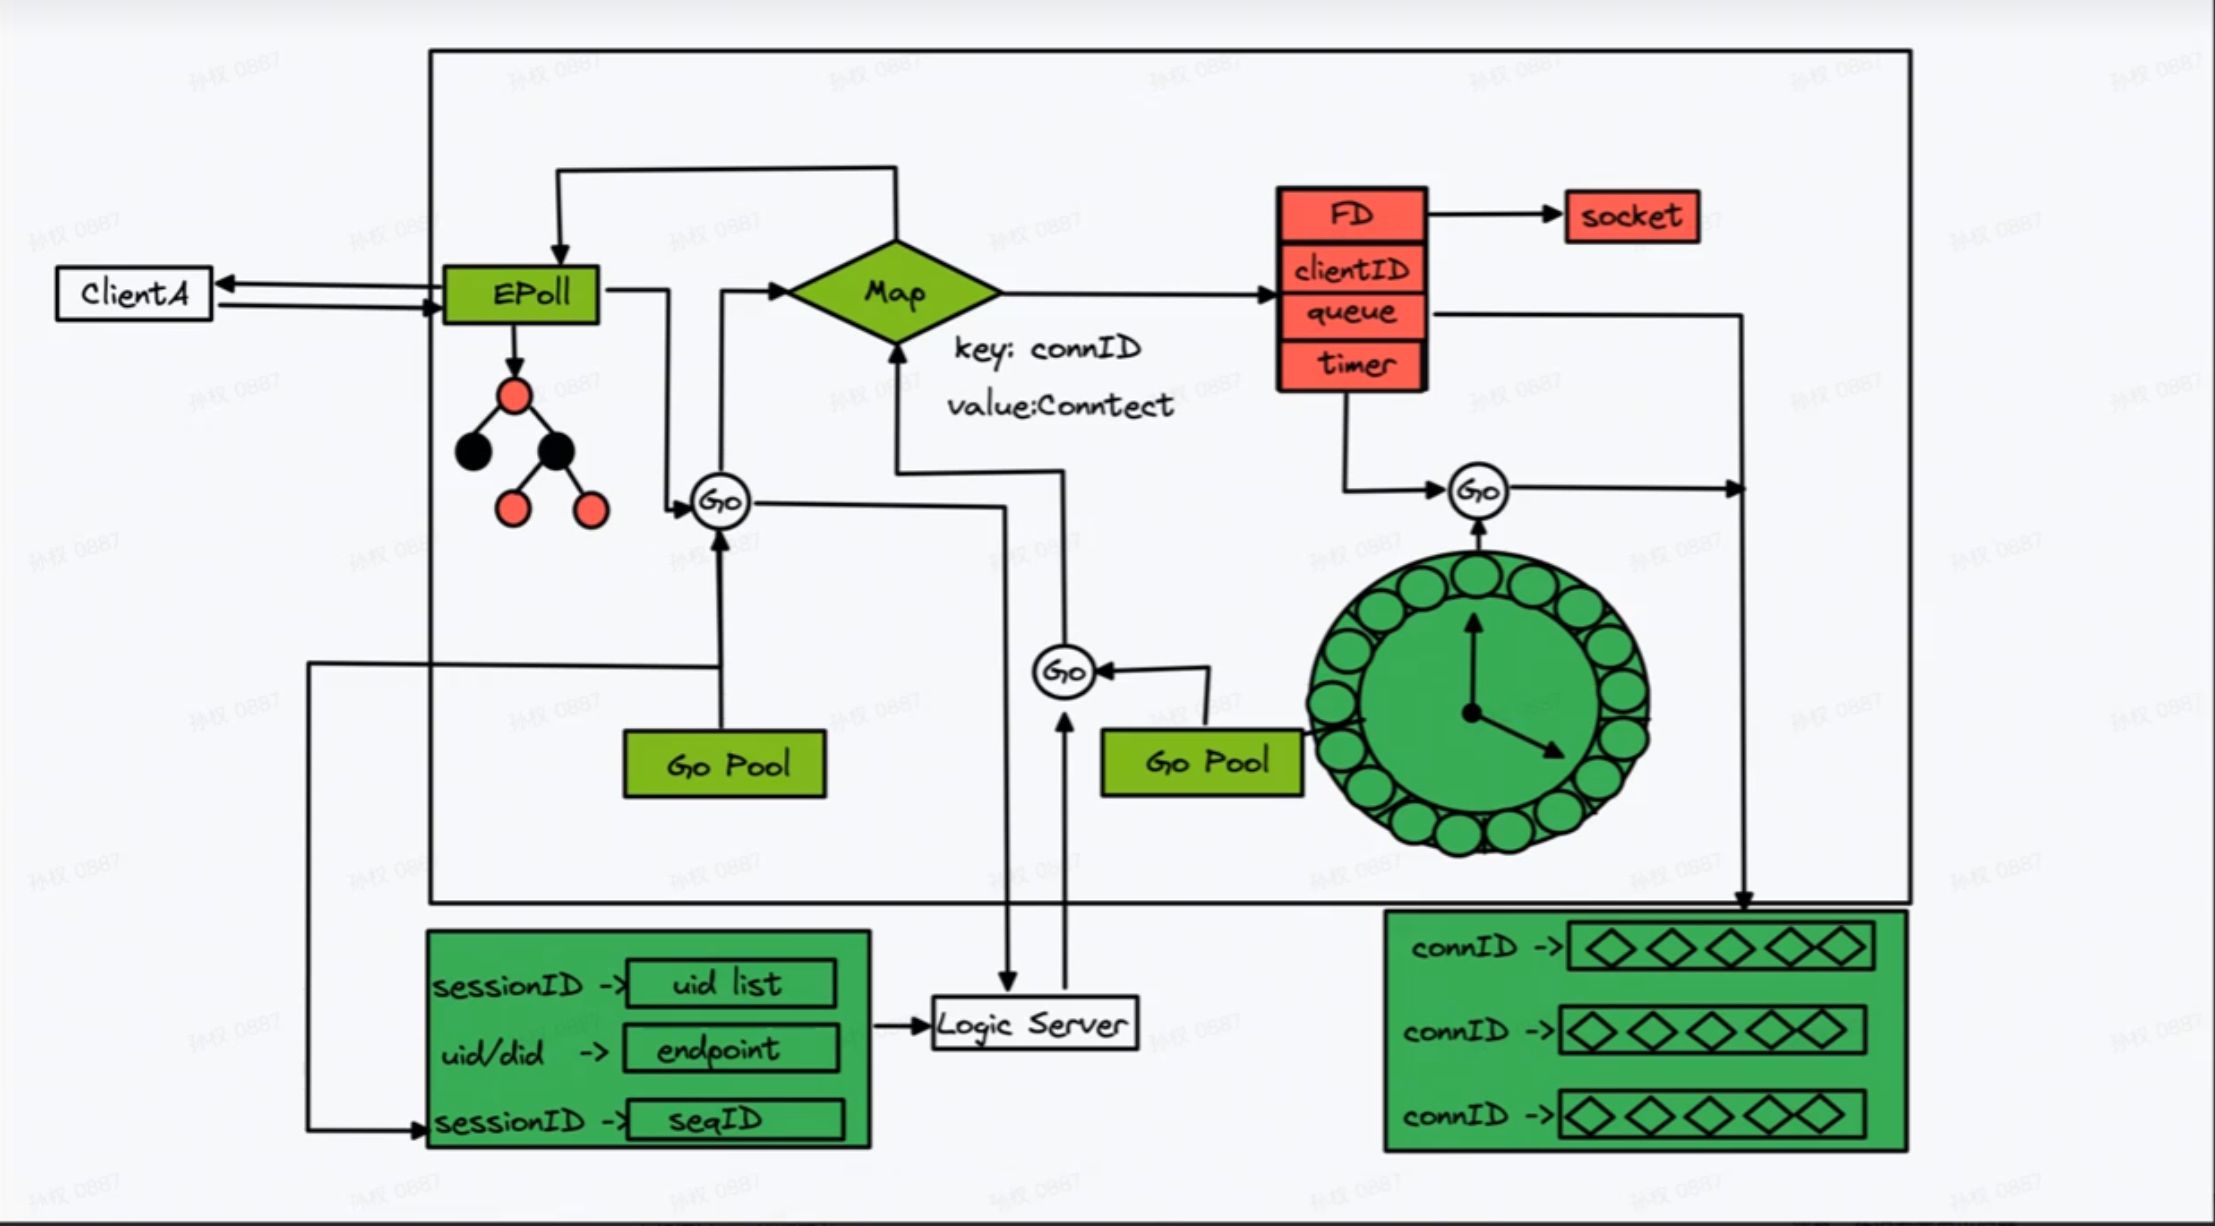 ClientA
EPoll
Map
key: connID
value:Conntect
FD
socket
clientID
queue
timer
Go
Go
Go
Go Pool
Go Pool
sessionID -> uid list
uid/did -> endpoint
sessionID -> seqID
Logic Server
connID ->
connID ->
connID ->
孙权 0887